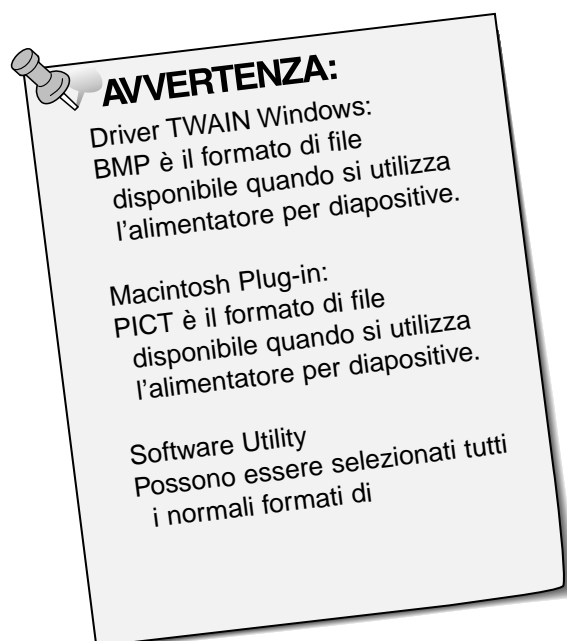 AVVERTENZA:
Driver TWAIN Windows:
BMP è il formato di file
disponibile quando si utilizza
l'alimentatore per diapositive.
Macintosh Plug-in:
PICT è il formato di file
disponibile quando si utilizza
l'alimentatore per diapositive.
Software Utility
Possono essere selezionati tutti
i normali formati di